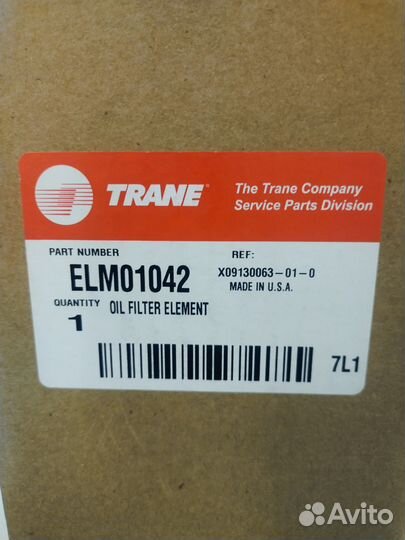 TRANE®
The Trane Company
Service Parts Division
PART NUMBER
REF:
ELM01042
X09130063-01-0
MADE IN U.S.A.
QUANTITY
OIL FILTER ELEMENT
1
7L1
Avito